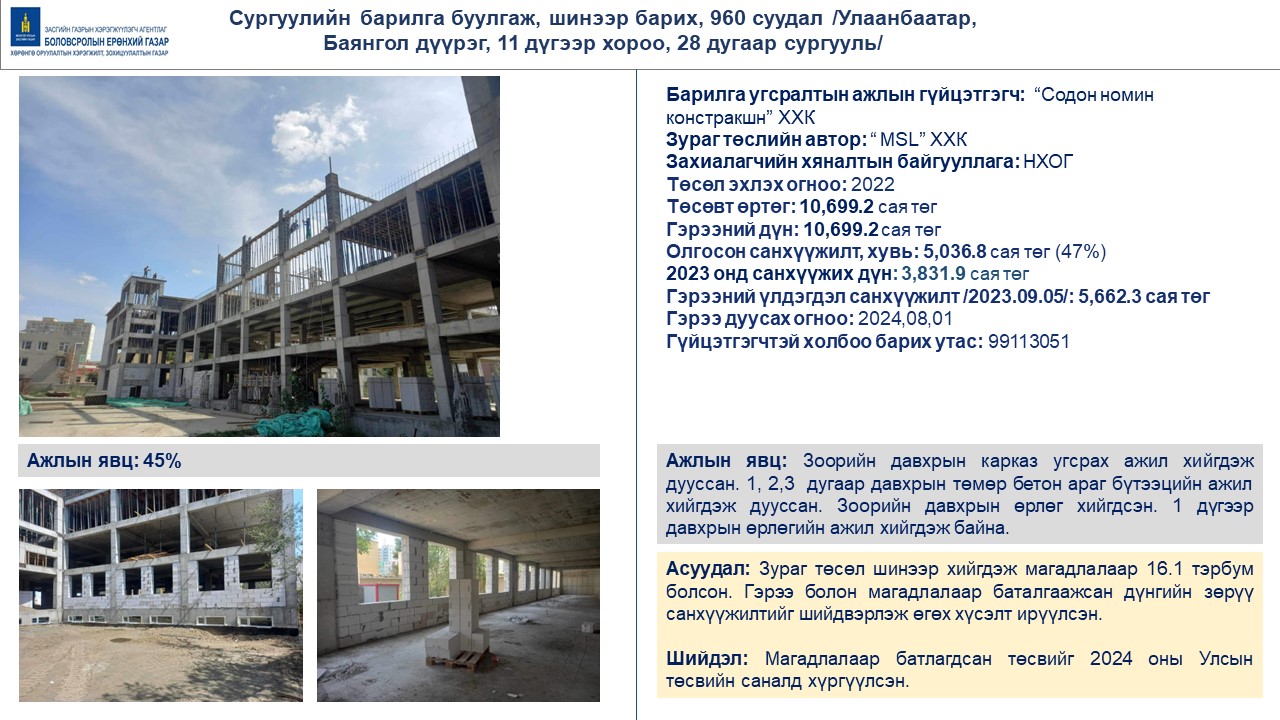 ЗАСГИЙН ГАЗРЫН ХЭРЭГЖҮҮЛЭГЧ АГЕНТЛАГ
БОЛОВСРОЛЫН ЕРӨНХИЙ ГАЗАР
ХӨРӨНГӨ ОРУУЛАЛТЫН ХЭРЭГЖИЛТ, ЗОХИЦУУЛАЛТЫН ГАЗАР
Сургуулийн барилга буулгаж, шинээр барих, 960 суудал /Улаанбаатар,
Баянгол дүүрэг, 11 дүгээр хороо, 28 дугаар сургууль/
Барилга угсралтын ажлын гүйцэтгэгч: “Содон номин
констракшн” ХХК
Зураг төслийн автор: “ MSL” ХХК
Захиалагчийн хяналтын байгууллага: НХОГ
Төсөл эхлэх огноо: 2022
Төсөвт өртөг: 10,699.2 сая төг
Гэрээний дүн: 10,699.2 сая төг
Олгосон санхүүжилт, хувь: 5,036.8 сая төг (47%)
2023 онд санхүүжих дүн: 3,831.9 сая төг
Гэрээний үлдэгдэл санхүүжилт /2023.09.05/: 5,662.3 сая төг
Гэрээ дуусах огноо: 2024,08,01
Гүйцэтгэгчтэй холбоо барих утас: 99113051
Ажлын явц: 45%
Ажлын явц: Зоорийн давхрын карказ угсрах ажил хийгдэж
дууссан. 1, 2,3 дугаар давхрын төмөр бетон араг бүтээцийн ажил
хийгдэж дууссан. Зоорийн давхрын өрлөг хийгдсэн. 1 дүгээр
давхрын өрлөгийн ажил хийгдэж байна.
Асуудал: Зураг төсөл шинээр хийгдэж магадлалаар 16.1 тэрбум
болсон. Гэрээ болон магадлалаар баталгаажсан дүнгийн зөрүү
санхүүжилтийг шийдвэрлэж өгөх хүсэлт ирүүлсэн.
Шийдэл: Магадлалаар батлагдсан төсвийг 2024 оны Улсын
төсвийн саналд хүргүүлсэн.